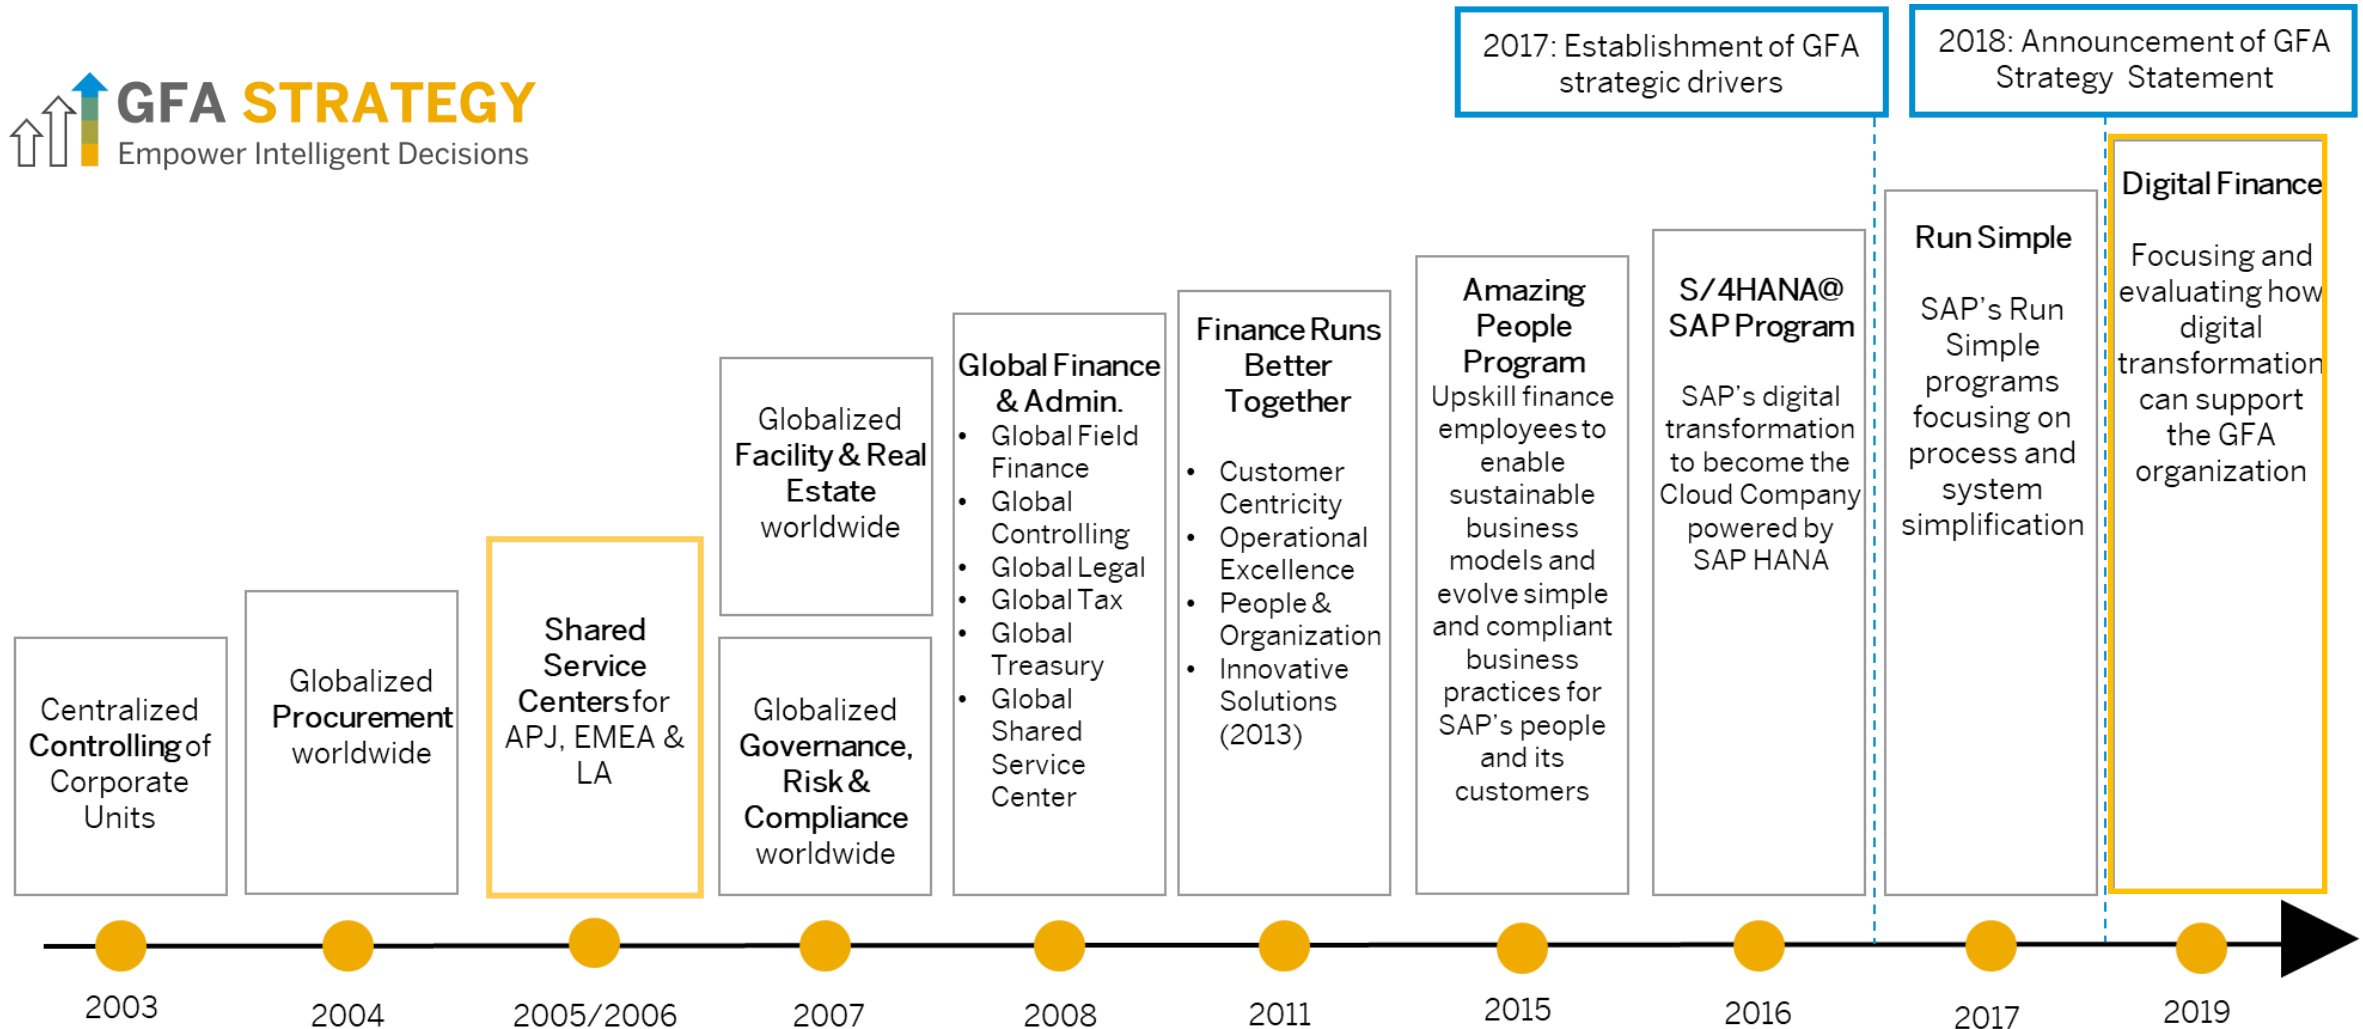 GFA STRATEGY
Empower Intelligent Decisions
2017: Establishment of GFA
strategic drivers
2018: Announcement of GFA
Strategy Statement
Centralized
Controlling of
Corporate
Units
Globalized
Procurement
worldwide
Shared
Service
Centers for
APJ, EMEA &
LA
Globalized
Facility & Real
Estate
worldwide
Globalized
Governance,
Risk &
Compliance
worldwide
Global Finance
& Admin.
• Global Field
Finance
• Global
Controlling
• Global Legal
• Global Tax
• Global
Treasury
• Global
Shared
Service
Center
Finance Runs
Better
Together
• Customer
Centricity
• Operational
Excellence
• People &
Organization
• Innovative
Solutions
(2013)
Amazing
People
Program
Upskill finance
employees to
enable
sustainable
business
models and
evolve simple
and compliant
business
practices for
SAP's people
and its
customers
S/4HANA@
SAP Program
SAP's digital
transformation
to become the
Cloud Company
powered by
SAP HANA
Run Simple
SAP's Run
Simple
programs
focusing on
process and
system
simplification
Digital Finance
Focusing and
evaluating how
digital
transformation
can support
the GFA
organization
2003
2004
2005/2006
2007
2008
2011
2015
2016
2017
2019